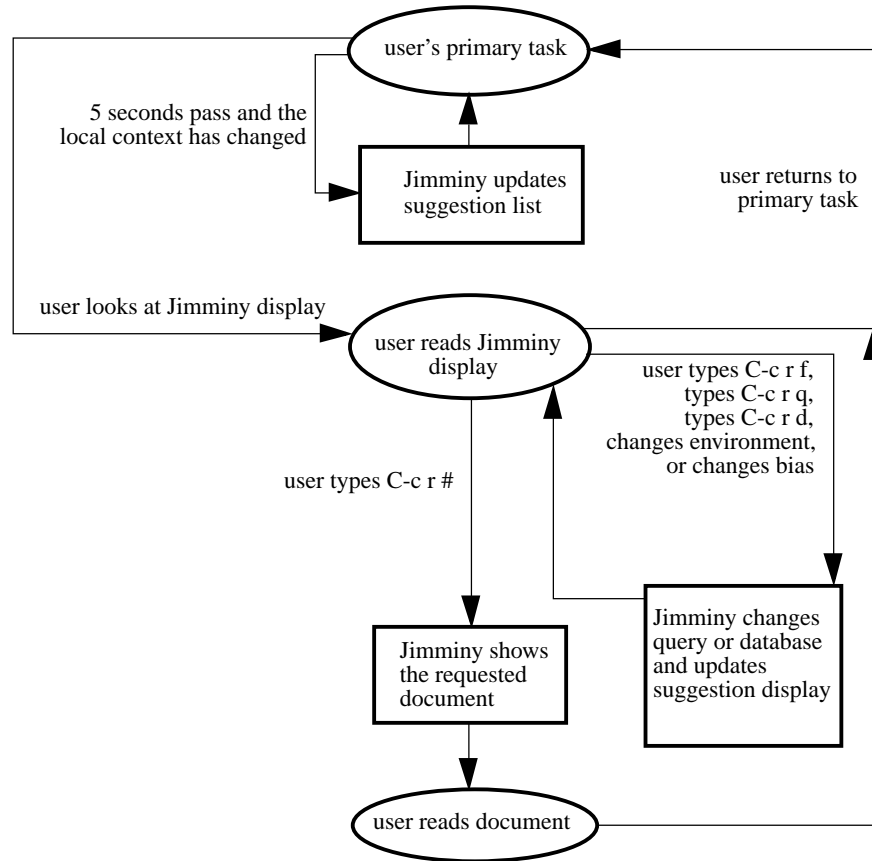 user's primary task
5 seconds pass and the
local context has changed
Jimminy updates
suggestion list
user returns to
primary task
user looks at Jimminy display
user reads Jimminy
display
user types C-c r f,
types C-c r q,
types C-c r d,
changes environment,
or changes bias
user types C-c r #
Jimminy changes
query or database
and updates
suggestion display
Jimminy shows
the requested
document
user reads document